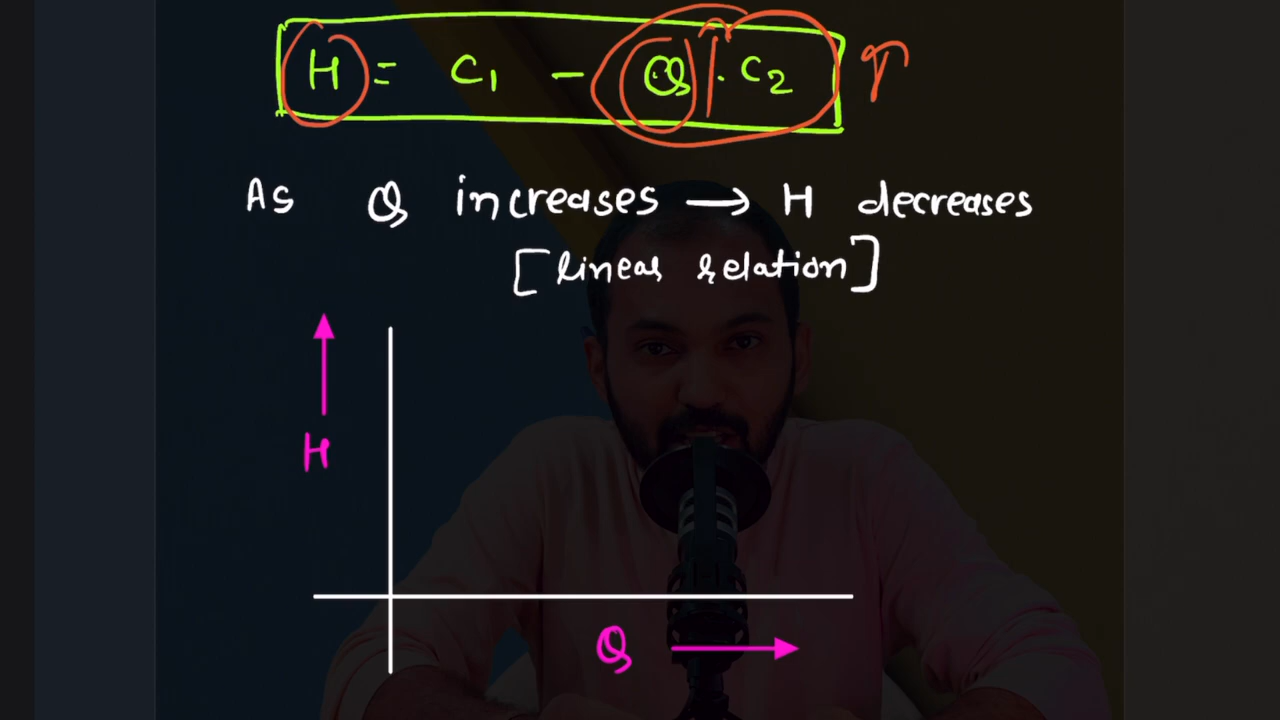 H = C₁ - Q . C₂ ↑
As Q increases → H decreases
[linear relation]
H
Q →